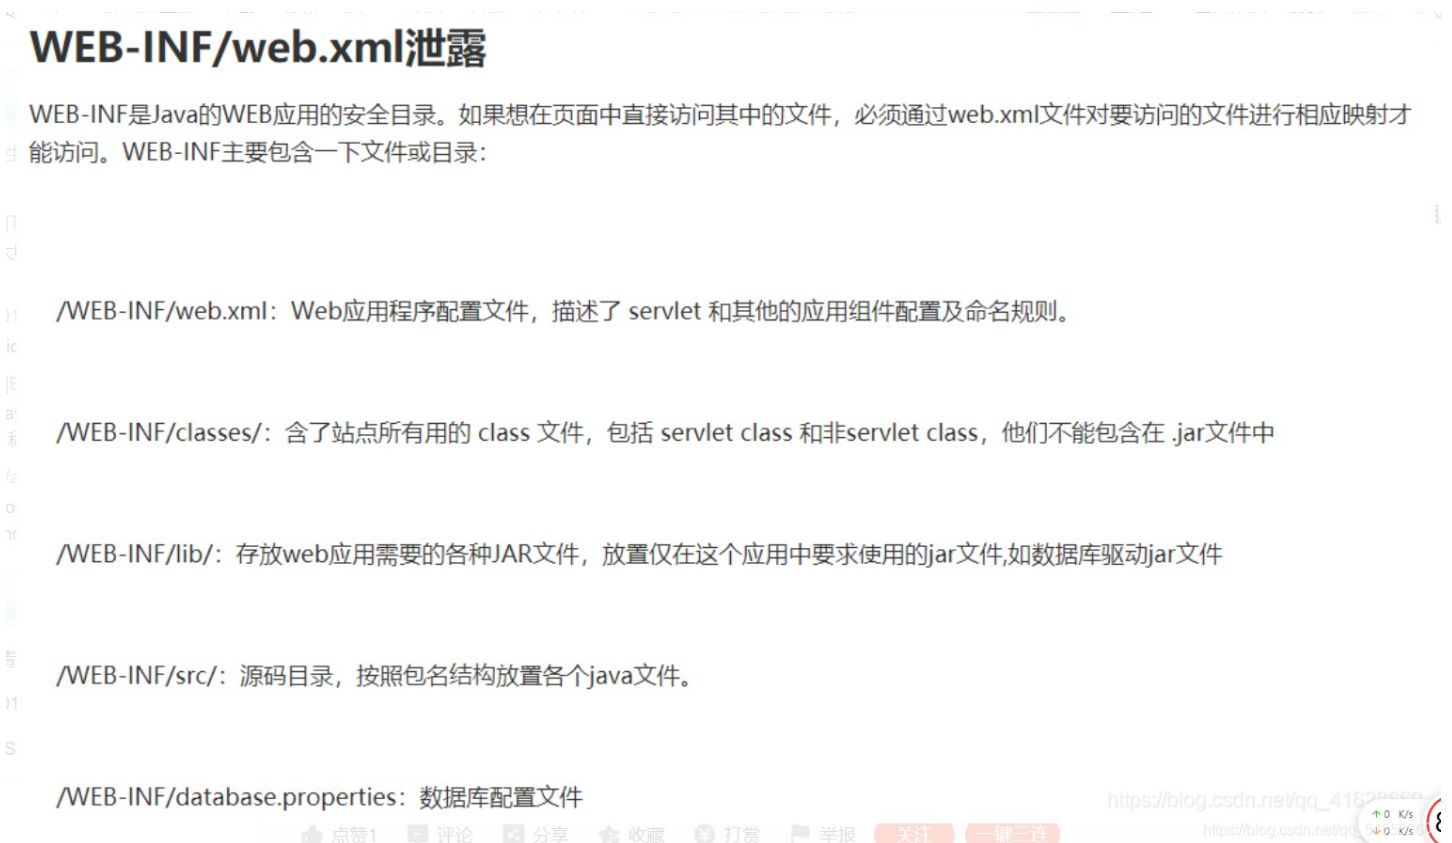 WEB-INF/web.xml泄露
WEB-INF是Java的WEB应用的安全目录。如果想在页面中直接访问其中的文件，必须通过web.xml文件对要访问的文件进行相应映射才
能访问。WEB-INF主要包含一下文件或目录：
/WEB-INF/web.xml：Web应用程序配置文件，描述了 servlet 和其他的应用组件配置及命名规则。
/WEB-INF/classes/：含了站点所有用的 class 文件，包括 servlet class 和非servlet class，他们不能包含在 .jar文件中
/WEB-INF/lib/：存放web应用需要的各种JAR文件，放置仅在这个应用中要求使用的jar文件,如数据库驱动jar文件
/WEB-INF/src/：源码目录，按照包名结构放置各个java文件。
/WEB-INF/database.properties：数据库配置文件
点赞1 评论 分享 收藏 打赏 举报 关注 一键三连
↑ 0 K/s
↓ 0 K/s